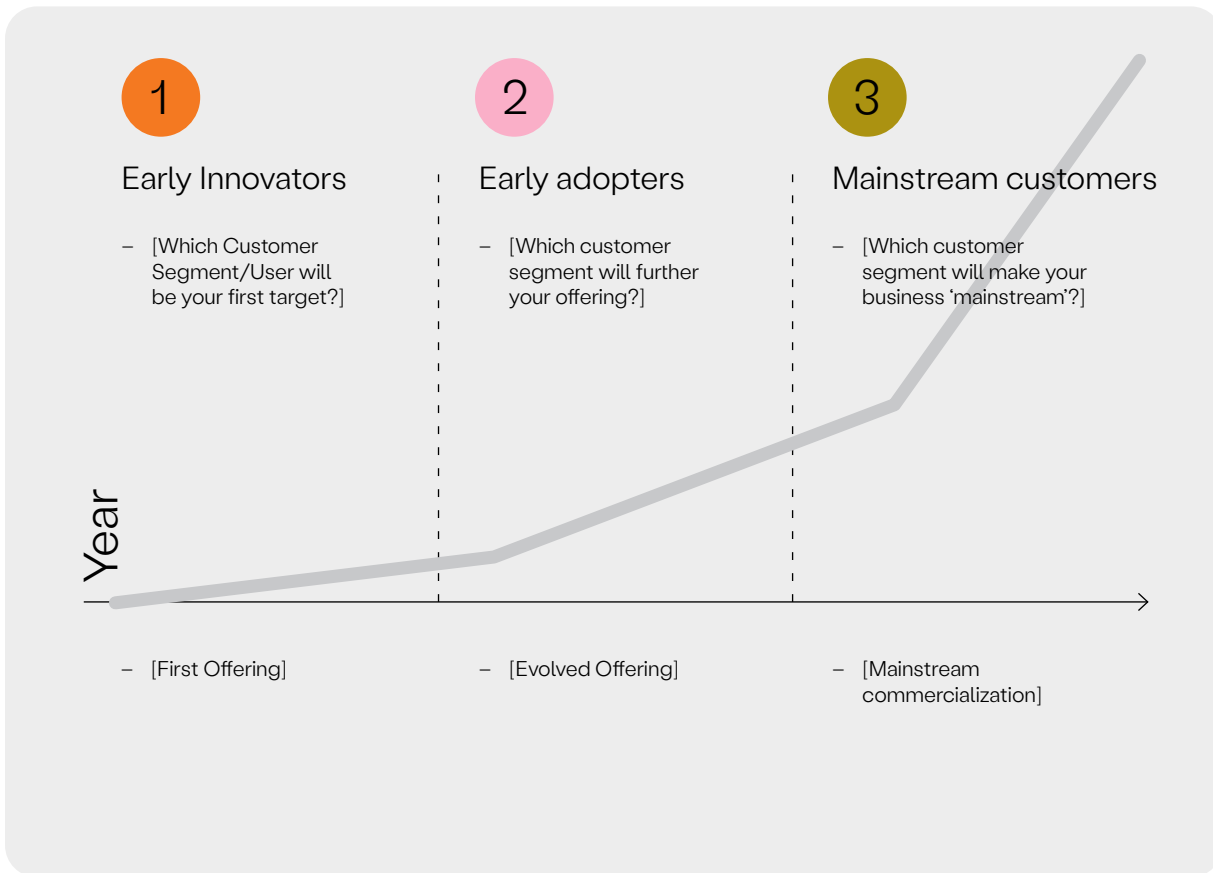 1
Early Innovators
– [Which Customer
Segment/User will
be your first target?]
2
Early adopters
– [Which customer
segment will further
your offering?]
3
Mainstream customers
– [Which customer
segment will make your
business ‘mainstream’?]
Year
– [First Offering]
– [Evolved Offering]
– [Mainstream
commercialization]